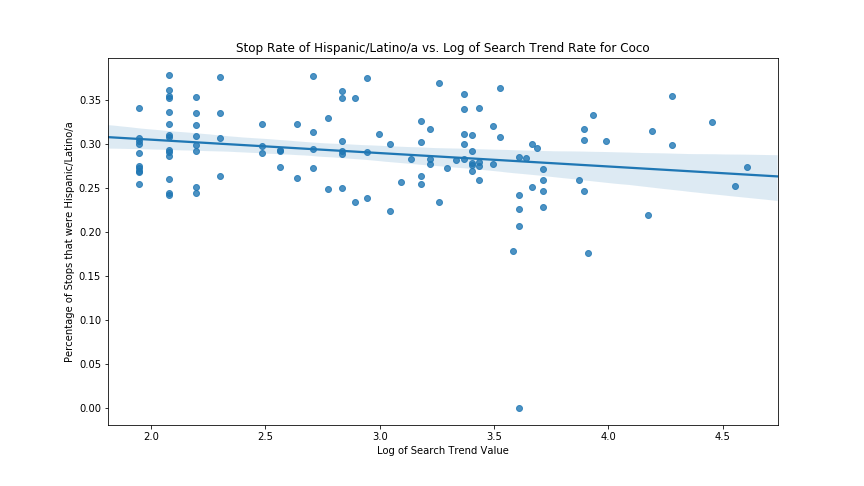 Stop Rate of Hispanic/Latino/a vs. Log of Search Trend Rate for Coco
Percentage of Stops that were Hispanic/Latino/a
0.35
0.30
0.25
0.20
0.15
0.10
0.05
0.00
2.0 2.5 3.0 3.5 4.0 4.5
Log of Search Trend Value